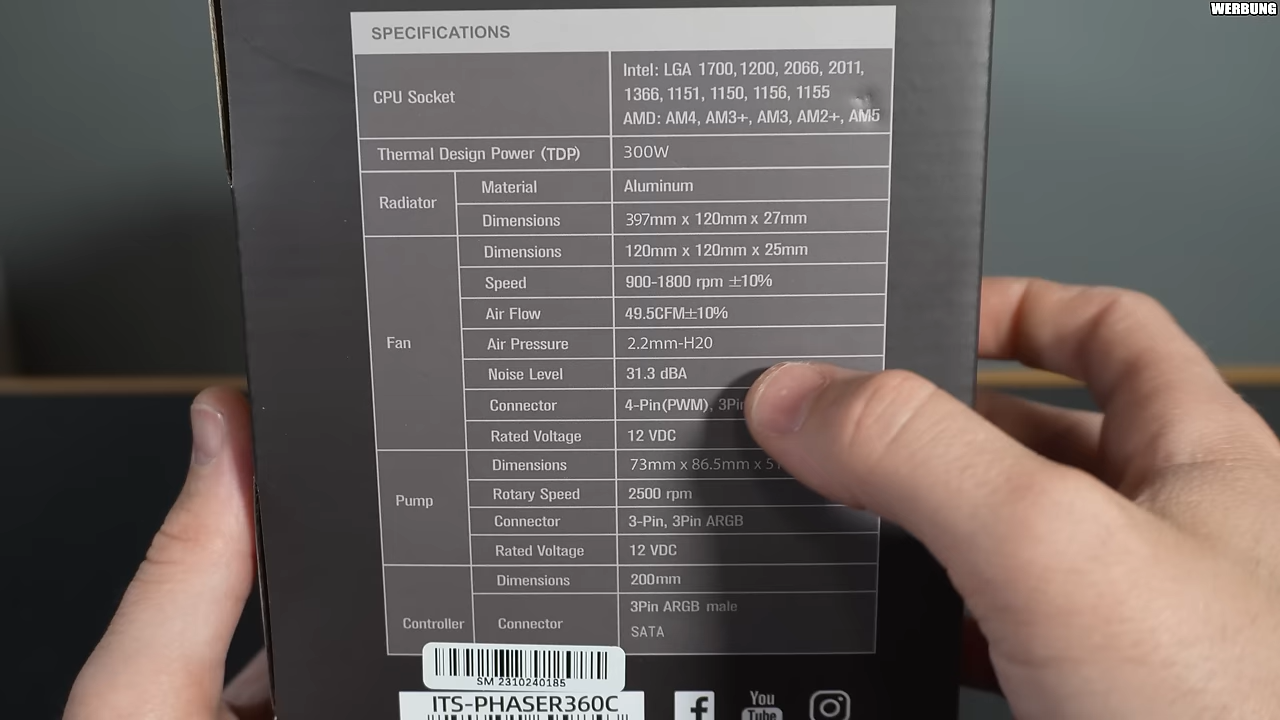 WERBUNG
SPECIFICATIONS
CPU Socket
Intel: LGA 1700, 1200, 2066, 2011,
1366, 1151, 1150, 1156, 1155
AMD: AM4, AM3+, AM3, AM2+, AM5
Thermal Design Power (TDP) 300W
Radiator
Material Aluminum
Dimensions 397mm x 120mm x 27mm
Fan
Dimensions 120mm x 120mm x 25mm
Speed 900-1800 rpm ±10%
Air Flow 49.5CFM±10%
Air Pressure 2.2mm-H20
Noise Level 31.3 dBA
Connector 4-Pin(PWM),
Rated Voltage 12 VDC
Pump
Dimensions 73mm x 86.5mm x
Rotary Speed 2500 rpm
Connector 3-Pin, 3Pin ARGB
Rated Voltage 12 VDC
Controller
Dimensions 200mm
Connector
3Pin ARGB male
SATA
SM 2310240185
ITS-PHASER360C
You
Tube